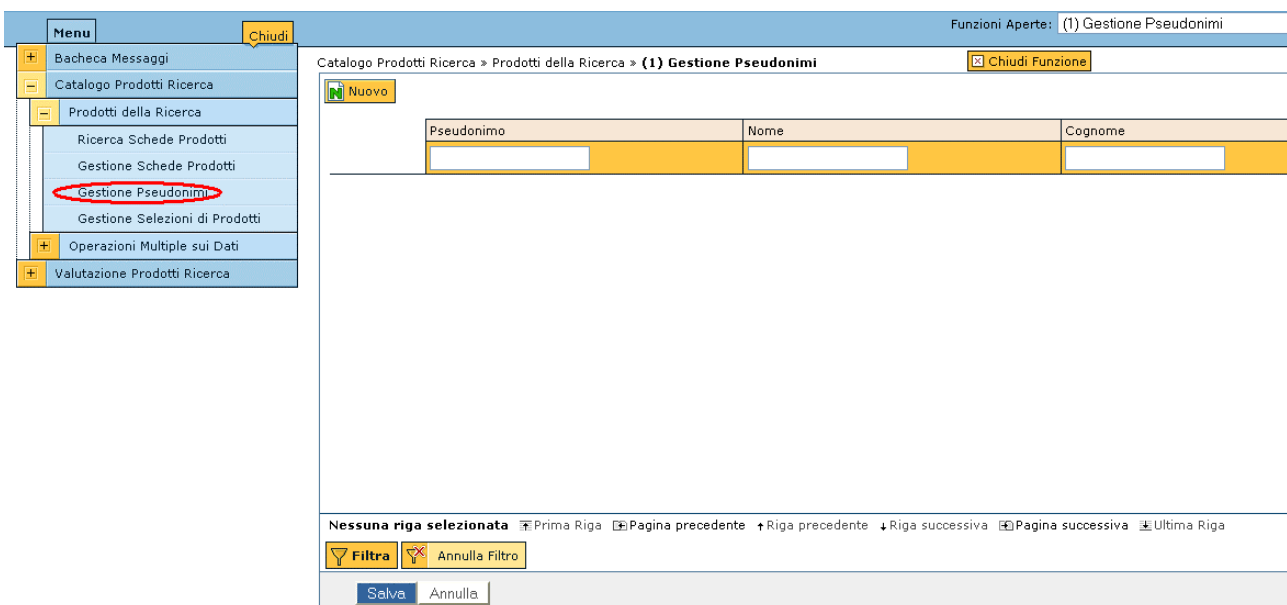 Menu
Chiudi
Funzioni Aperte: (1) Gestione Pseudonimi
Bacheca Messaggi
Catalogo Prodotti Ricerca
Prodotti della Ricerca
Ricerca Schede Prodotti
Gestione Schede Prodotti
Gestione Pseudonimi
Gestione Selezioni di Prodotti
Operazioni Multiple sui Dati
Valutazione Prodotti Ricerca
Catalogo Prodotti Ricerca » Prodotti della Ricerca » (1) Gestione Pseudonimi
Chiudi Funzione
Nuovo
Pseudonimo Nome Cognome
Nessuna riga selezionata Prima Riga Pagina precedente Riga precedente Riga successiva Pagina successiva Ultima Riga
Filtra Annulla Filtro
Salva Annulla